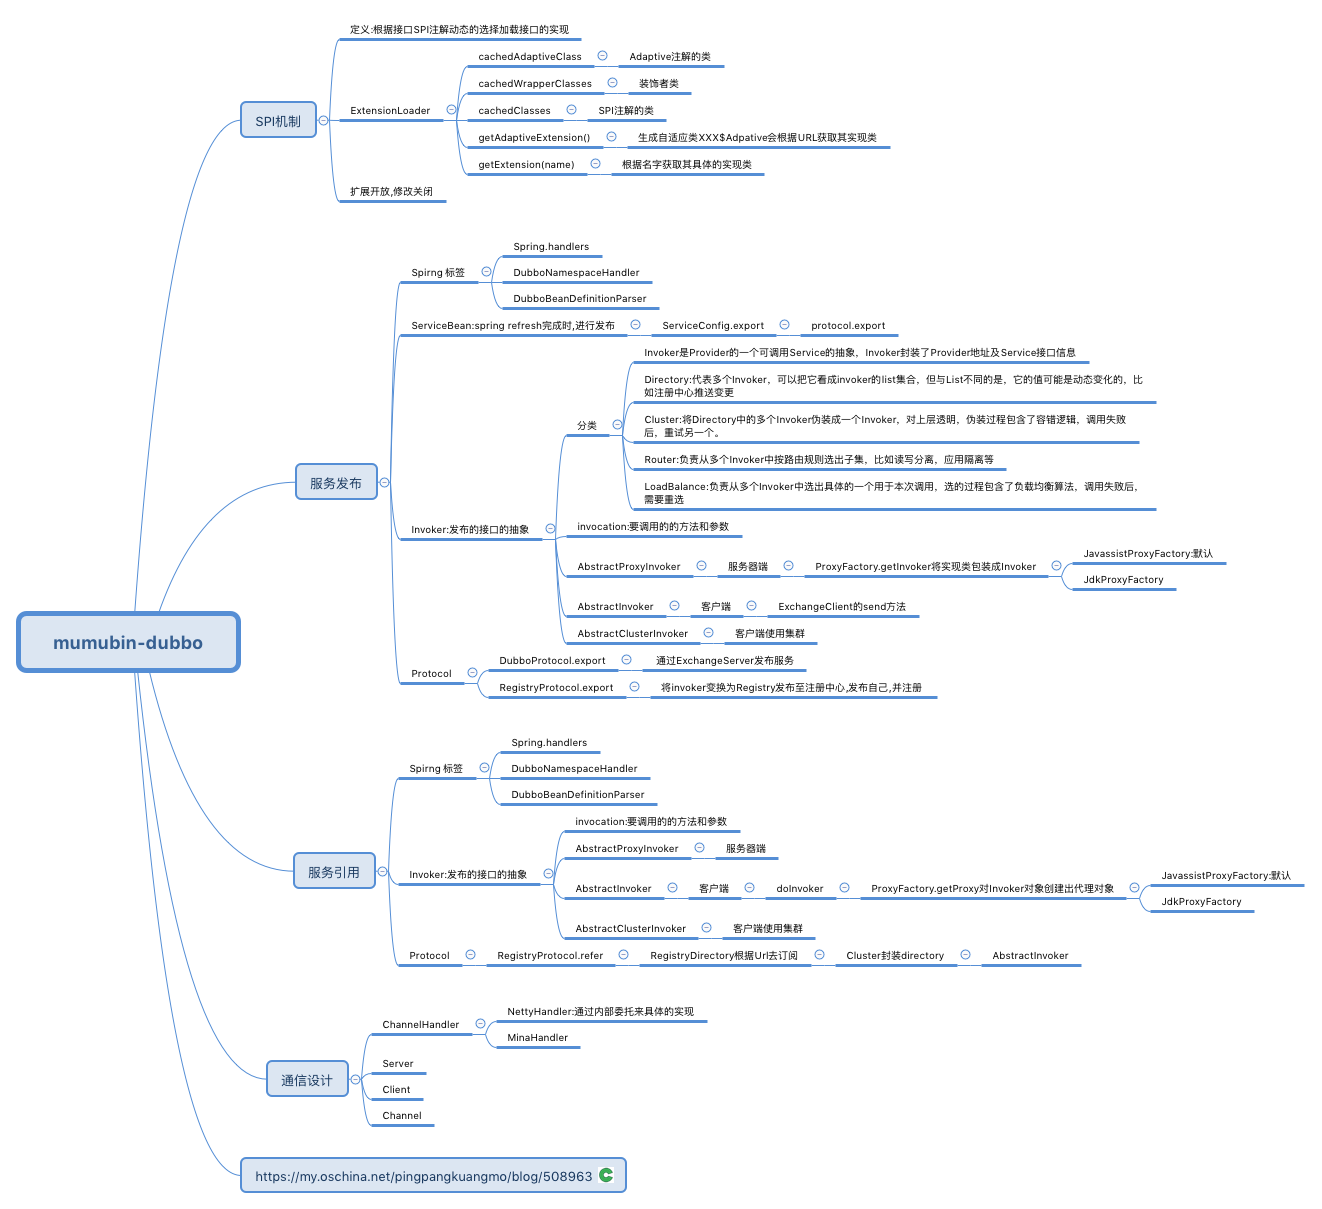 mumubin-dubbo
SPI机制
定义:根据接口SPI注解动态的选择加载接口的实现
ExtensionLoader
cachedAdaptiveClass
Adaptive注解的类
cachedWrapperClasses
装饰者类
cachedClasses
SPI注解的类
getAdaptiveExtension()
生成自适应类XXX$Adpative会根据URL获取其实现类
getExtension(name)
根据名字获取其具体的实现类
扩展开放,修改关闭
服务发布
Spirng 标签
Spring.handlers
DubboNamespaceHandler
DubboBeanDefinitionParser
ServiceBean:spring refresh完成时,进行发布
ServiceConfig.export
protocol.export
Invoker:发布的接口的抽象
分类
Invoker是Provider的一个可调用Service的抽象，Invoker封装了Provider地址及Service接口信息
Directory:代表多个Invoker，可以把它看成invoker的list集合，但与List不同的是，它的值可能是动态变化的，比
如注册中心推送变更
Cluster:将Directory中的多个Invoker伪装成一个Invoker，对上层透明，伪装过程包含了容错逻辑，调用失败
后，重试另一个。
Router:负责从多个Invoker中按路由规则选出子集，比如读写分离，应用隔离等
LoadBalance:负责从多个Invoker中选出具体的一个用于本次调用，选的过程包含了负载均衡算法，调用失败后，
需要重选
invocation:要调用的的方法和参数
AbstractProxyInvoker
服务器端
ProxyFactory.getInvoker将实现类包装成Invoker
JavassistProxyFactory:默认
JdkProxyFactory
AbstractInvoker
客户端
ExchangeClient的send方法
AbstractClusterInvoker
客户端使用集群
Protocol
DubboProtocol.export
通过ExchangeServer发布服务
RegistryProtocol.export
将invoker变换为Registry发布至注册中心,发布自己,并注册
服务引用
Spirng 标签
Spring.handlers
DubboNamespaceHandler
DubboBeanDefinitionParser
Invoker:发布的接口的抽象
invocation:要调用的的方法和参数
AbstractProxyInvoker
服务器端
AbstractInvoker
客户端
doInvoker
ProxyFactory.getProxy对Invoker对象创建出代理对象
JavassistProxyFactory:默认
JdkProxyFactory
AbstractClusterInvoker
客户端使用集群
Protocol
RegistryProtocol.refer
RegistryDirectory根据Url去订阅
Cluster封装directory
AbstractInvoker
通信设计
ChannelHandler
NettyHandler:通过内部委托来具体的实现
MinaHandler
Server
Client
Channel
https://my.oschina.net/pingpangkuangmo/blog/508963